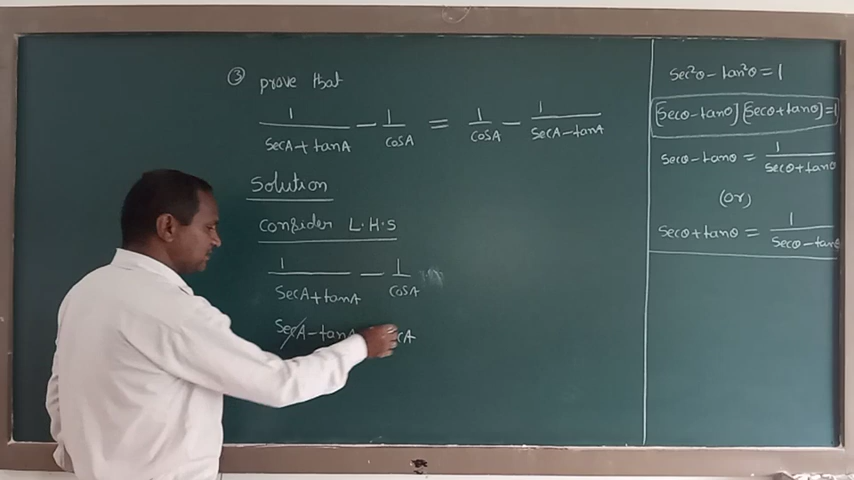 ③ prove that
1/(SecA + tanA) − 1/CosA = 1/CosA − 1/(SecA − tanA)
Solution
Consider L.H.S
1/(SecA + tanA) − 1/CosA
SecA − tanA
Sec²θ − tan²θ = 1
[Secθ − tanθ] [Secθ + tanθ] = 1
Secθ − tanθ = 1/(Secθ + tanθ)
(or)
Secθ + tanθ = 1/(Secθ − tanθ